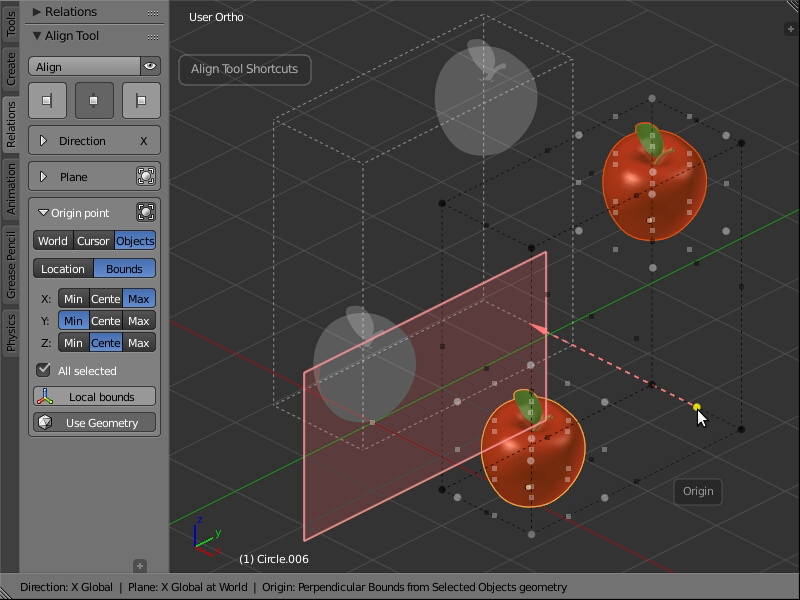 User Ortho
Tools
Create
Relations
Animation
Grease Pencil
Physics
Relations
Align Tool
Align
Direction X
Plane
Origin point
World Cursor Objects
Location Bounds
X: Min Cente Max
Y: Min Cente Max
Z: Min Cente Max
All selected
Local bounds
Use Geometry
Align Tool Shortcuts
Origin
z
y
x
(1) Circle.006
Direction: X Global | Plane: X Global at World | Origin: Perpendicular Bounds from Selected Objects geometry